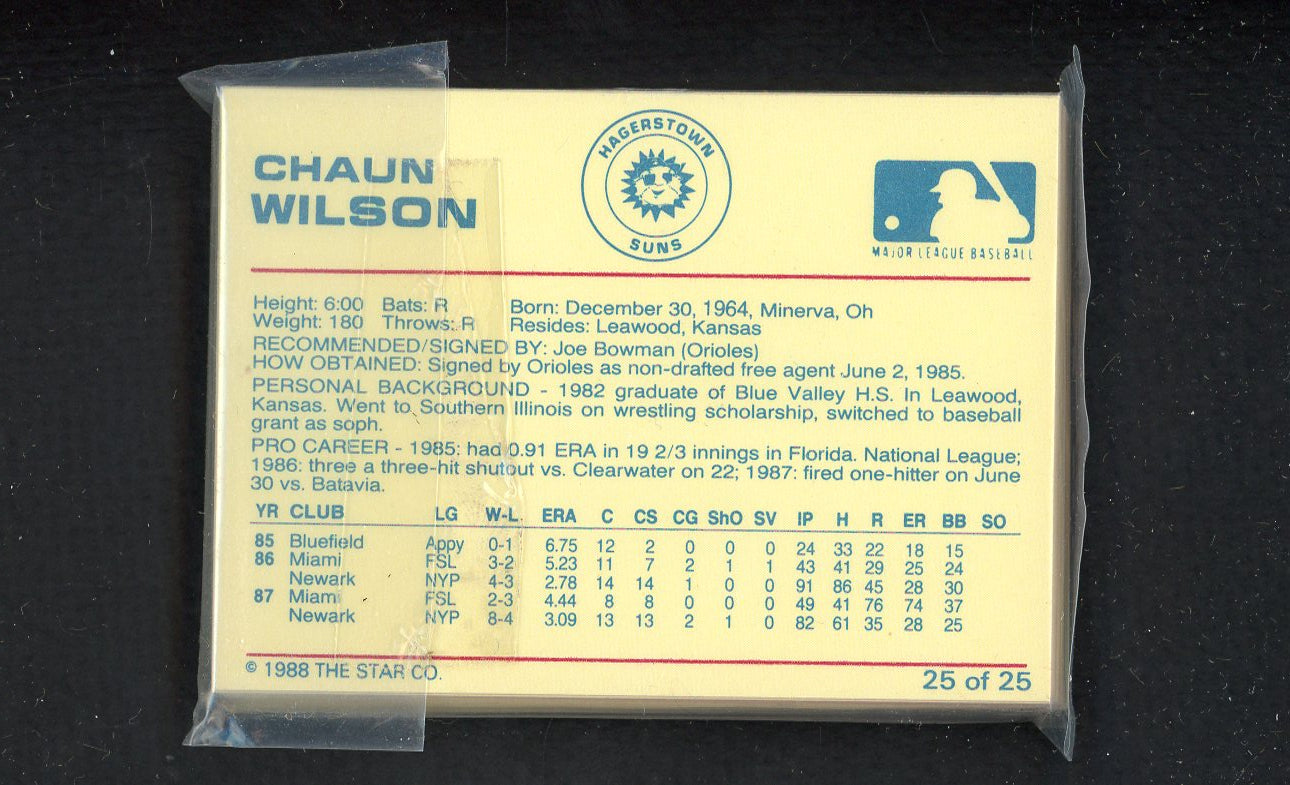 CHAUN
WILSON
HAGERSTOWN
SUNS
MAJOR LEAGUE BASEBALL
Height: 6:00 Bats: R Born: December 30, 1964, Minerva, Oh
Weight: 180 Throws: R Resides: Leawood, Kansas
RECOMMENDED/SIGNED BY: Joe Bowman (Orioles)
HOW OBTAINED: Signed by Orioles as non-drafted free agent June 2, 1985.
PERSONAL BACKGROUND - 1982 graduate of Blue Valley H.S. In Leawood,
Kansas. Went to Southern Illinois on wrestling scholarship, switched to baseball
grant as soph.
PRO CAREER - 1985: had 0.91 ERA in 19 2/3 innings in Florida. National League;
1986: three a three-hit shutout vs. Clearwater on 22; 1987: fired one-hitter on June
30 vs. Batavia.
YR CLUB LG W-L ERA C CS CG ShO SV IP H R ER BB SO
85 Bluefield Appy 0-1 6.75 12 2 0 0 0 24 33 22 18 15
86 Miami FSL 3-2 5.23 11 7 2 1 1 43 41 29 25 24
Newark NYP 4-3 2.78 14 14 1 0 0 91 86 45 28 30
87 Miami FSL 2-3 4.44 8 8 0 0 0 49 41 76 74 37
Newark NYP 8-4 3.09 13 13 2 1 0 82 61 35 28 25
© 1988 THE STAR CO.
25 of 25